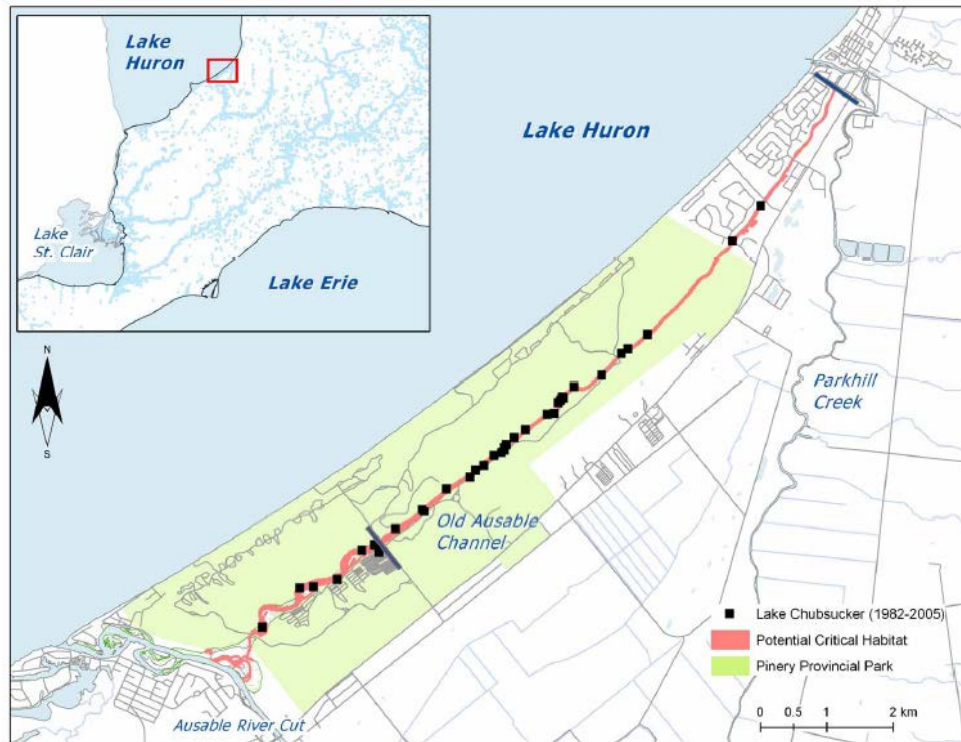 Lake
Huron
Lake
St. Clair
Lake Erie
Lake Huron
N
S
Parkhill
Creek
Old Ausable
Channel
Ausable River Cut
Lake Chubsucker (1982-2005)
Potential Critical Habitat
Pinery Provincial Park
0 0.5 1 2 km